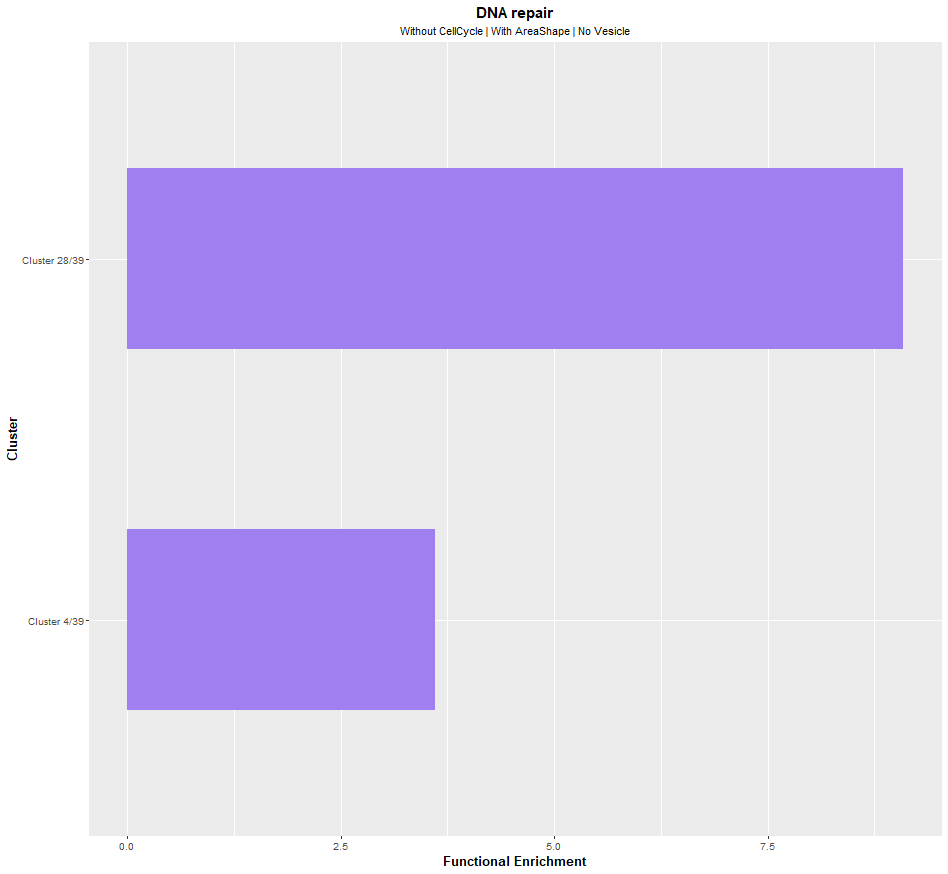 DNA repair
Without CellCycle | With AreaShape | No Vesicle
Cluster
Cluster 28/39
Cluster 4/39
0.0 2.5 5.0 7.5
Functional Enrichment